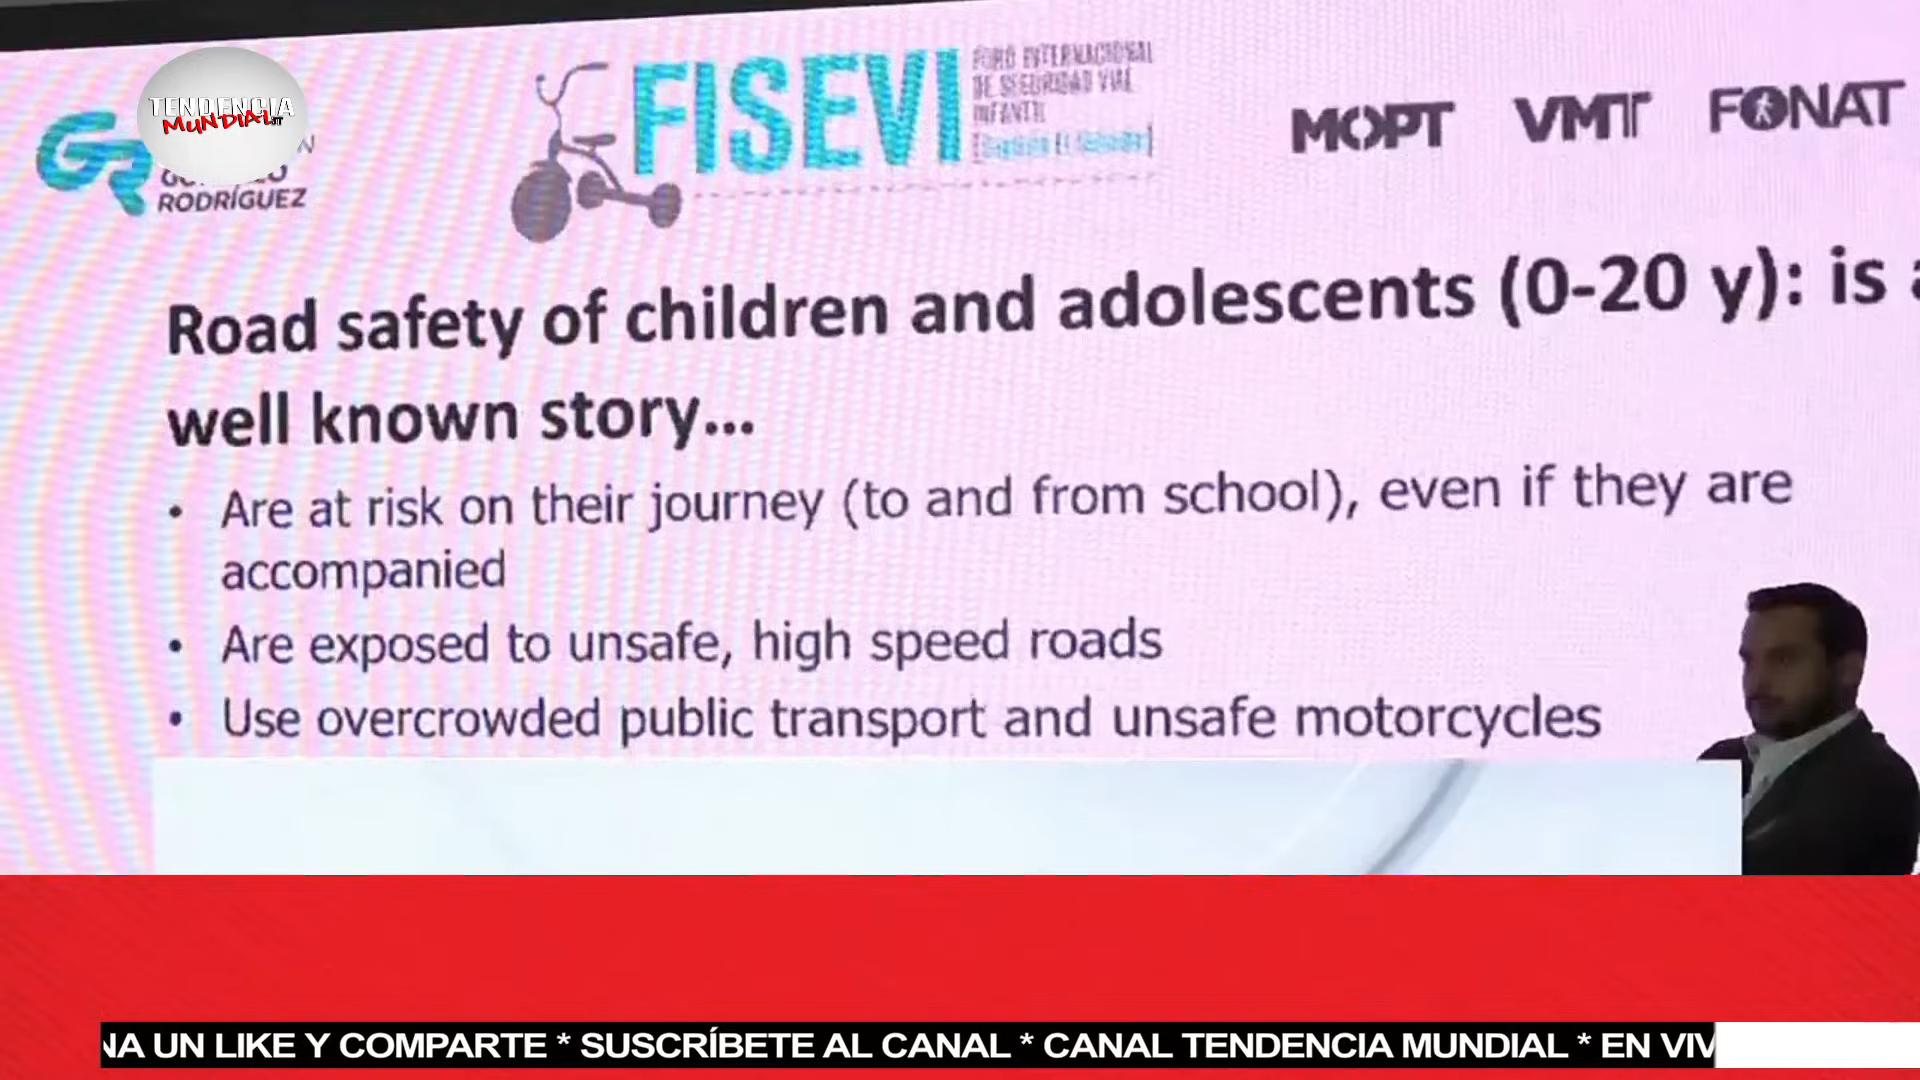 TENDENCIA
MUNDIAL
GR
RODRÍGUEZ
FISEVI
FORO INTERNACIONAL
DE SEGURIDAD VIAL
INFANTIL
MOPT
VMT
FONAT
Road safety of children and adolescents (0-20 y): is a
well known story...
• Are at risk on their journey (to and from school), even if they are
accompanied
• Are exposed to unsafe, high speed roads
• Use overcrowded public transport and unsafe motorcycles
NA UN LIKE Y COMPARTE * SUSCRÍBETE AL CANAL * CANAL TENDENCIA MUNDIAL * EN VIV